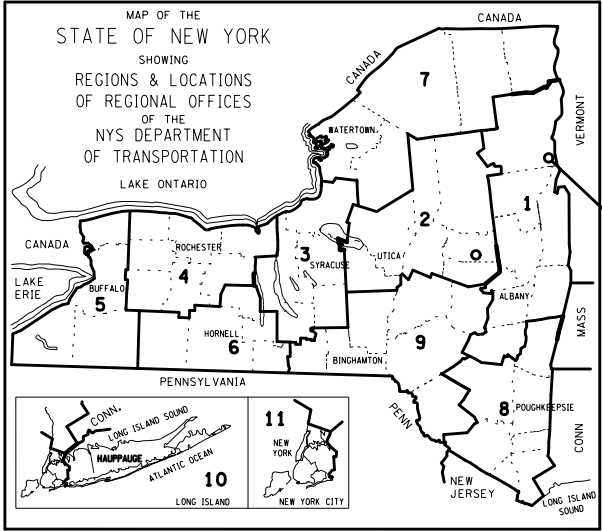 MAP OF THE
STATE OF NEW YORK
SHOWING
REGIONS & LOCATIONS
OF REGIONAL OFFICES
OF THE
NYS DEPARTMENT
OF TRANSPORTATION
LAKE ONTARIO
CANADA
CANADA
7
VERMONT
WATERTOWN
1
2
CANADA
ROCHESTER
3
UTICA
SYRACUSE
4
LAKE
ERIE
BUFFALO
5
ALBANY
MASS
HORNELL
6
9
BINGHAMTON
PENNSYLVANIA
PENN
8
POUGHKEEPSIE
CONN
NEW
JERSEY
LONG ISLAND
SOUND
CONN.
LONG ISLAND SOUND
HAUPPAUGE
ATLANTIC OCEAN
10
LONG ISLAND
11
NEW
YORK
NEW YORK CITY